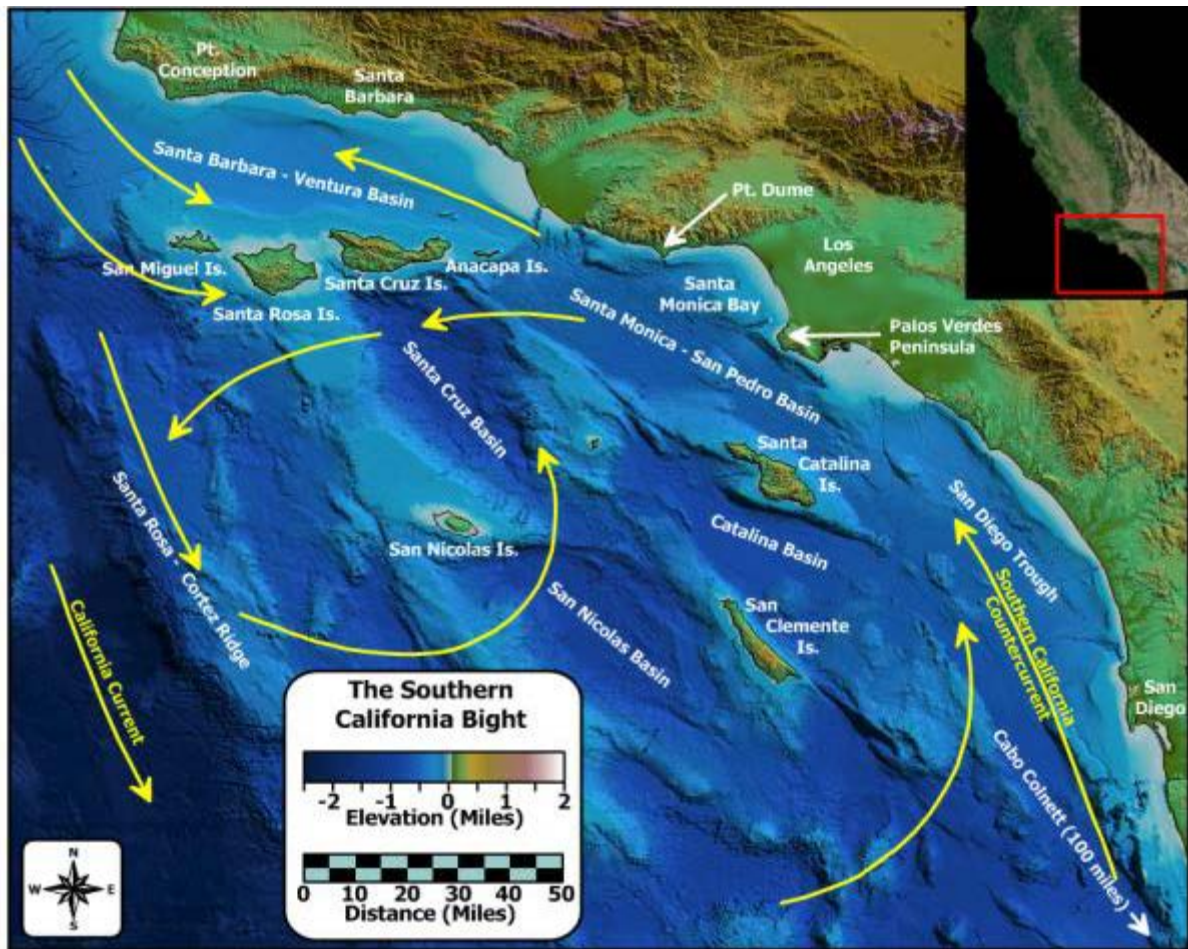 Pt.
Conception
Santa
Barbara
Santa Barbara - Ventura Basin
Pt. Dume
Los
Angeles
San Miguel Is.
Santa Rosa Is.
Santa Cruz Is.
Anacapa Is.
Santa
Monica Bay
Palos Verdes
Peninsula
Santa Monica - San Pedro Basin
Santa Cruz Basin
Santa
Catalina
Is.
San Nicolas Is.
Catalina Basin
San Diego Trough
Santa Rosa - Cortez Ridge
San Nicolas Basin
San
Clemente
Is.
Southern California
Countercurrent
California Current
San
Diego
Cabo Colnett (100 miles)
The Southern
California Bight
-2 -1 0 1 2
Elevation (Miles)
0 10 20 30 40 50
Distance (Miles)
N
W E
S